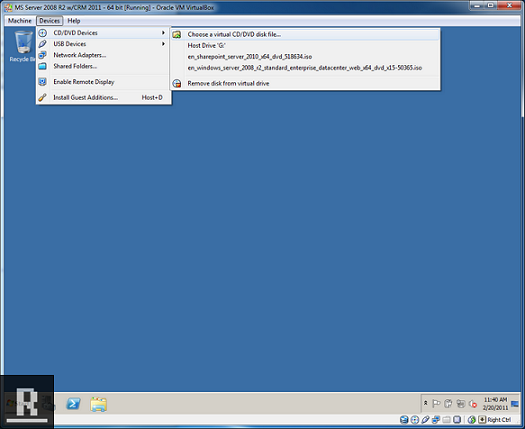 MS Server 2008 R2 w/CRM 2011 - 64 bit [Running] - Oracle VM VirtualBox
Machine Devices Help
CD/DVD Devices
USB Devices
Network Adapters...
Shared Folders...
Enable Remote Display
Install Guest Additions... Host+D
Choose a virtual CD/DVD disk file...
Host Drive 'G:'
en_sharepoint_server_2010_x64_dvd_518634.iso
en_windows_server_2008_r2_standard_enterprise_datacenter_web_x64_dvd_x15-50365.iso
Remove disk from virtual drive
Recycle Bin
R
11:40 AM
2/20/2011
Right Ctrl